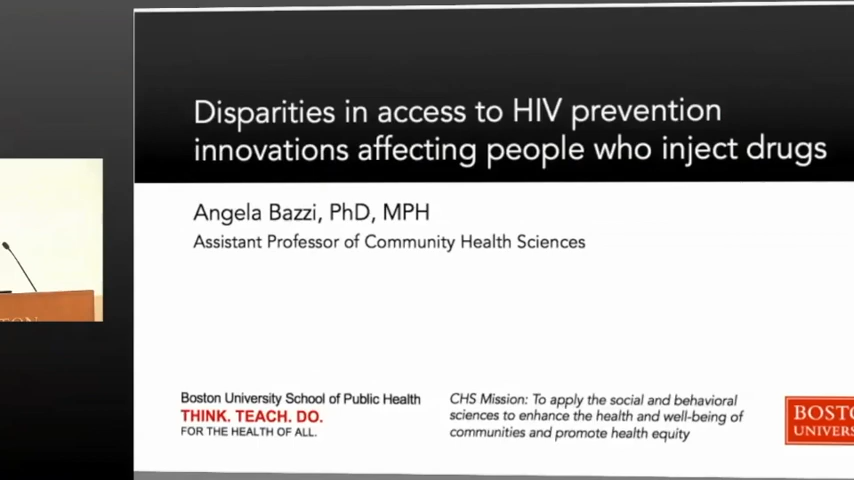 Disparities in access to HIV prevention
innovations affecting people who inject drugs
Angela Bazzi, PhD, MPH
Assistant Professor of Community Health Sciences
Boston University School of Public Health
THINK. TEACH. DO.
FOR THE HEALTH OF ALL.
CHS Mission: To apply the social and behavioral
sciences to enhance the health and well-being of
communities and promote health equity